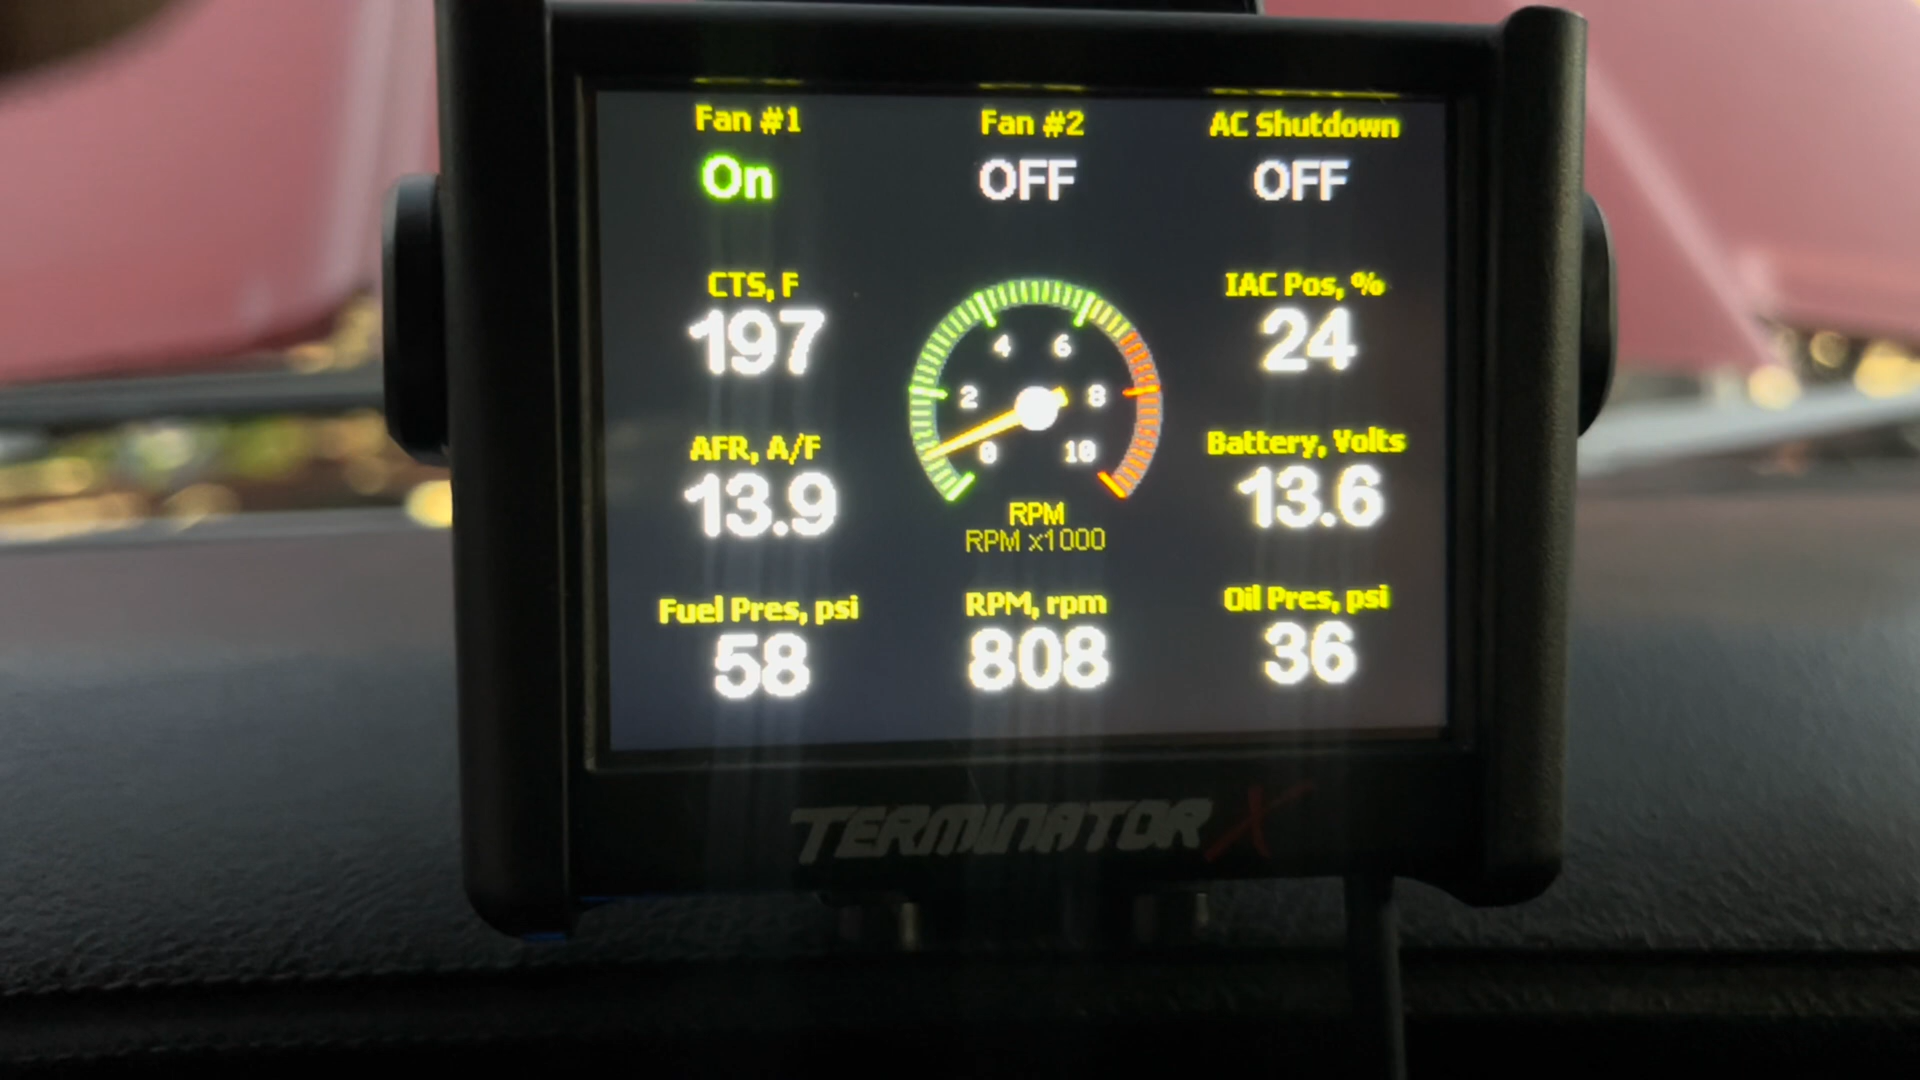 Fan #1 Fan #2 AC Shutdown
On OFF OFF
CTS, F IAC Pos, %
197 24
4 6
2 8
0 10
AFR, A/F Battery, Volts
13.9 13.6
RPM
RPM x1000
Fuel Pres, psi RPM, rpm Oil Pres, psi
58 808 36
TERMINATOR X